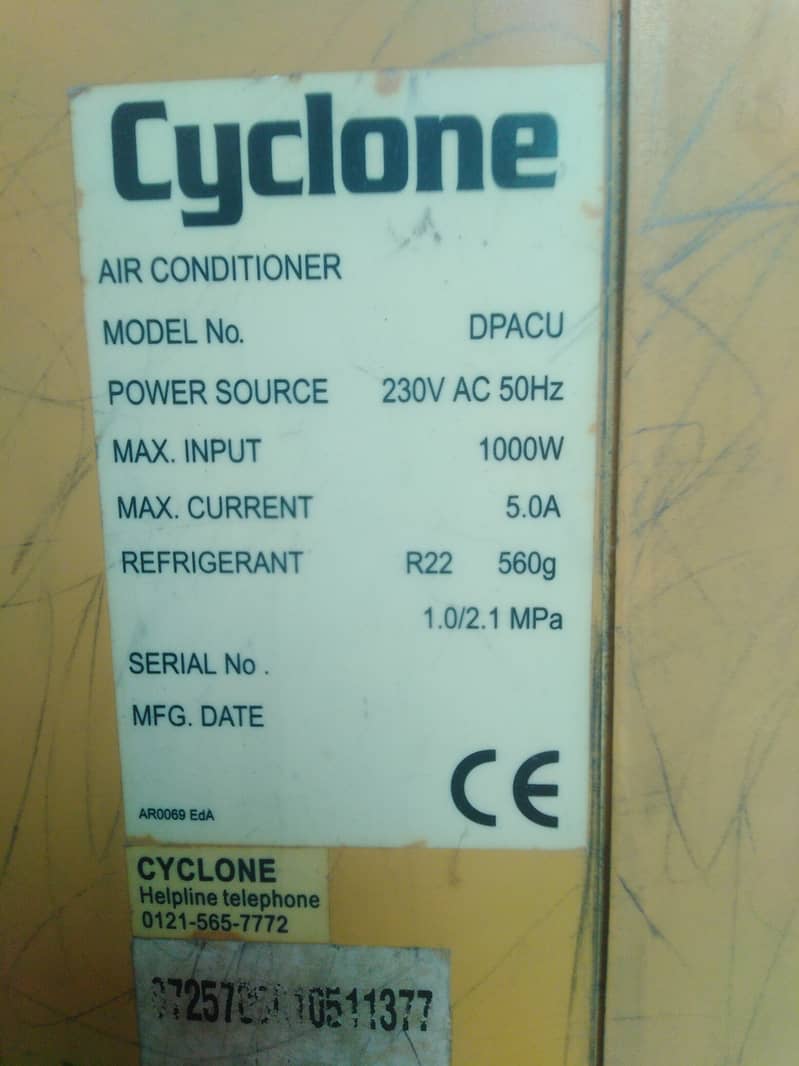 Cyclone
AIR CONDITIONER
MODEL No. DPACU
POWER SOURCE 230V AC 50Hz
MAX. INPUT 1000W
MAX. CURRENT 5.0A
REFRIGERANT R22 560g
1.0/2.1 MPa
SERIAL No .
MFG. DATE
CE
AR0069 EdA
CYCLONE
Helpline telephone
0121-565-7772